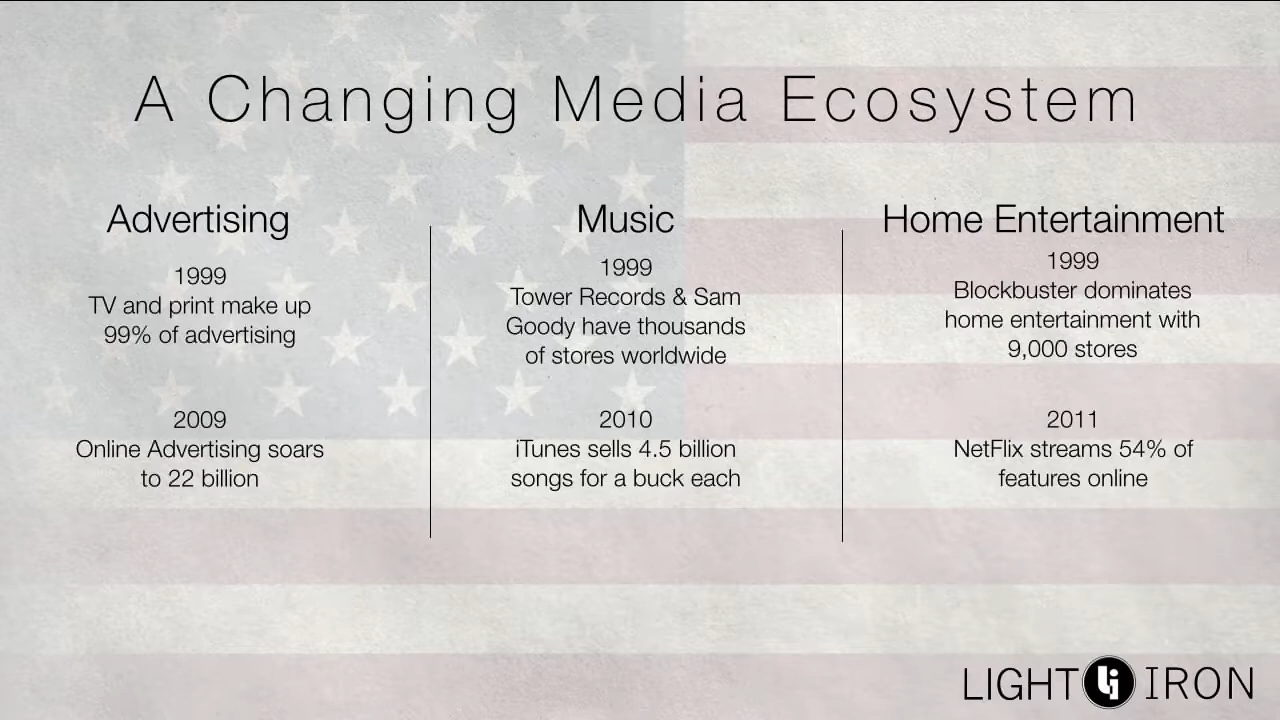 A Changing Media Ecosystem
Advertising
1999
TV and print make up
99% of advertising
2009
Online Advertising soars
to 22 billion
Music
1999
Tower Records & Sam
Goody have thousands
of stores worldwide
2010
iTunes sells 4.5 billion
songs for a buck each
Home Entertainment
1999
Blockbuster dominates
home entertainment with
9,000 stores
2011
NetFlix streams 54% of
features online
LIGHT li IRON